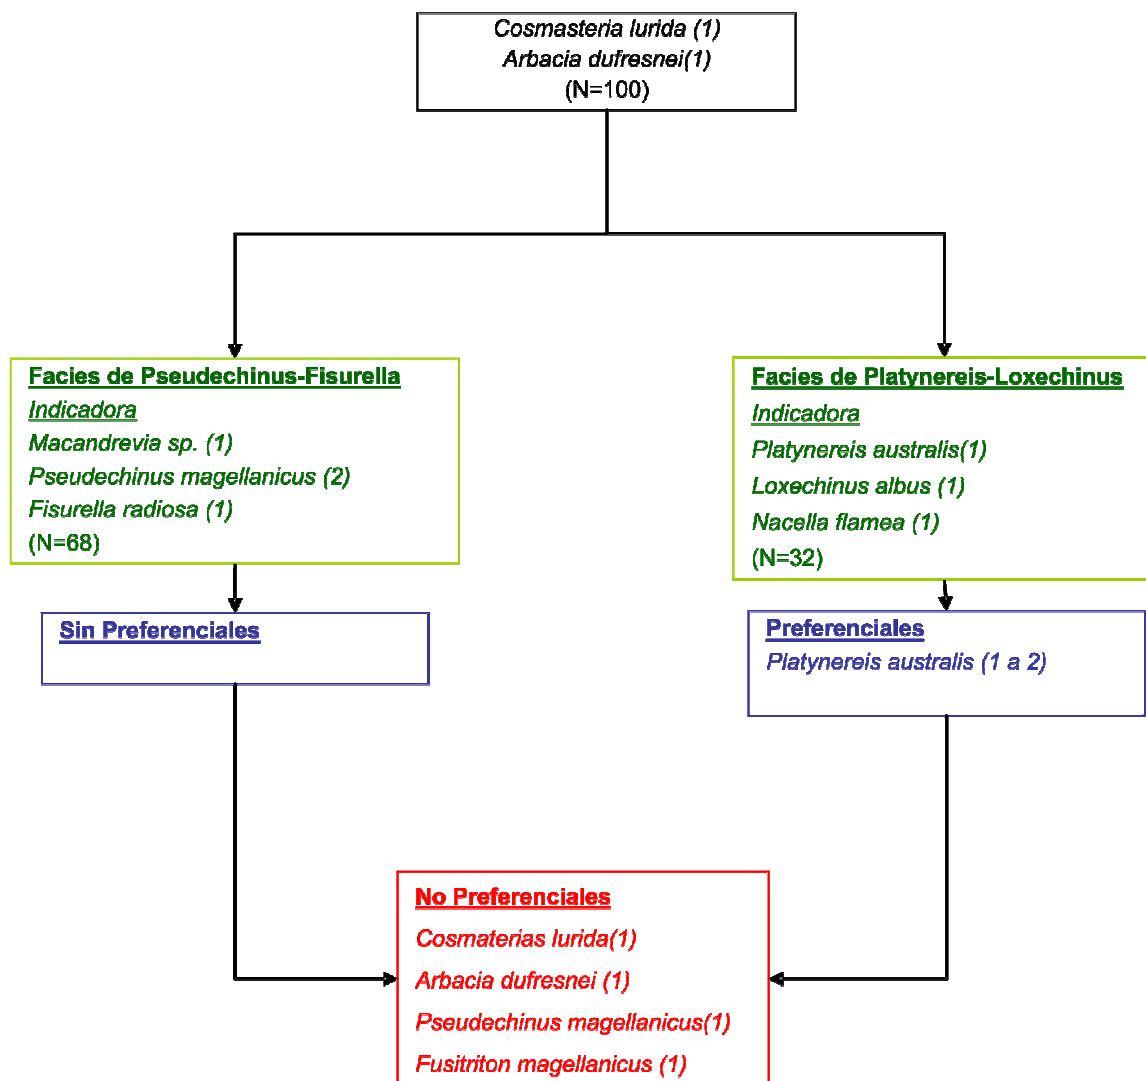 Cosmasteria lurida (1)
Arbacia dufresnei(1)
(N=100)
Facies de Pseudechinus-Fisurella
Indicadora
Macandrevia sp. (1)
Pseudechinus magellanicus (2)
Fisurella radiosa (1)
(N=68)
Facies de Platynereis-Loxechinus
Indicadora
Platynereis australis(1)
Loxechinus albus (1)
Nacella flamea (1)
(N=32)
Sin Preferenciales
Preferenciales
Platynereis australis (1 a 2)
No Preferenciales
Cosmaterias lurida(1)
Arbacia dufresnei (1)
Pseudechinus magellanicus(1)
Fusitriton magellanicus (1)